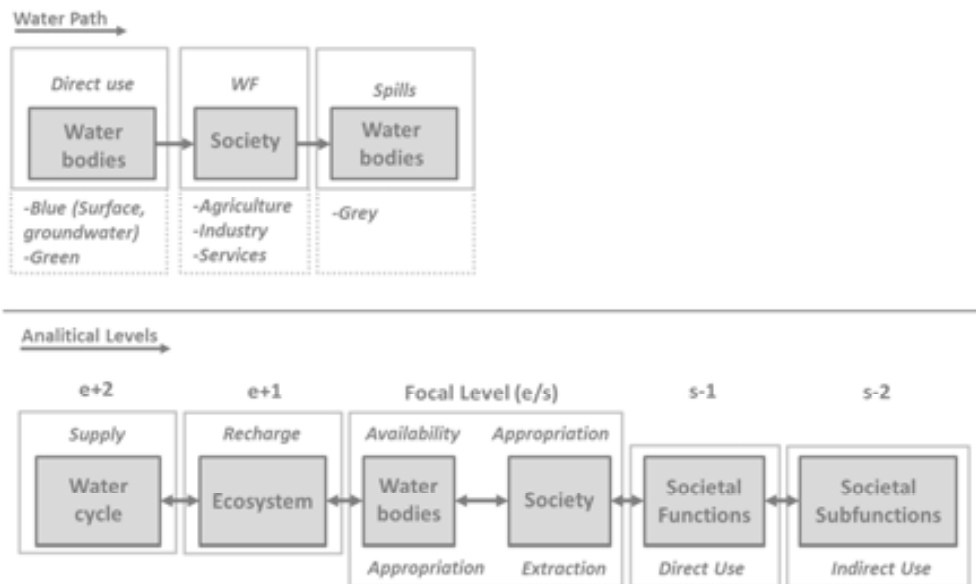 Water Path
Direct use
WF
Spills
Water
bodies
Society
Water
bodies
-Blue (Surface,
groundwater)
-Green
-Agriculture
-Industry
-Services
-Grey
Analitical Levels
e+2
e+1
Focal Level (e/s)
s-1
s-2
Supply
Recharge
Availability
Appropriation
Water
cycle
Ecosystem
Water
bodies
Society
Societal
Functions
Societal
Subfunctions
Appropriation
Extraction
Direct Use
Indirect Use